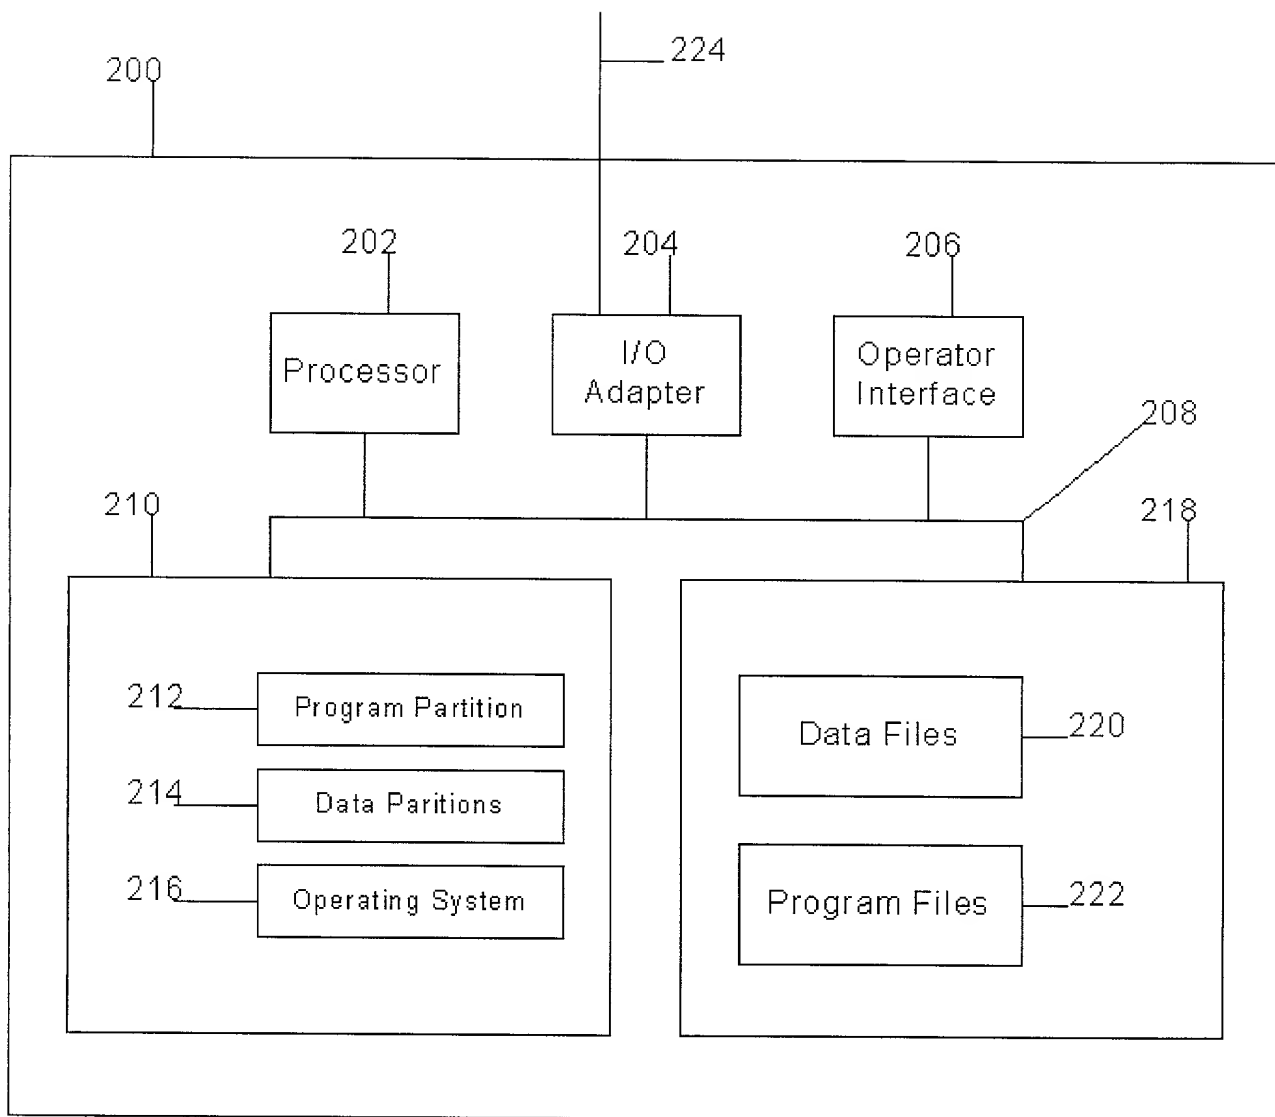 224
200
202
204
206
Processor
I/O
Adapter
Operator
Interface
208
210
218
212
Program Partition
214
Data Paritions
216
Operating System
Data Files
220
Program Files
222